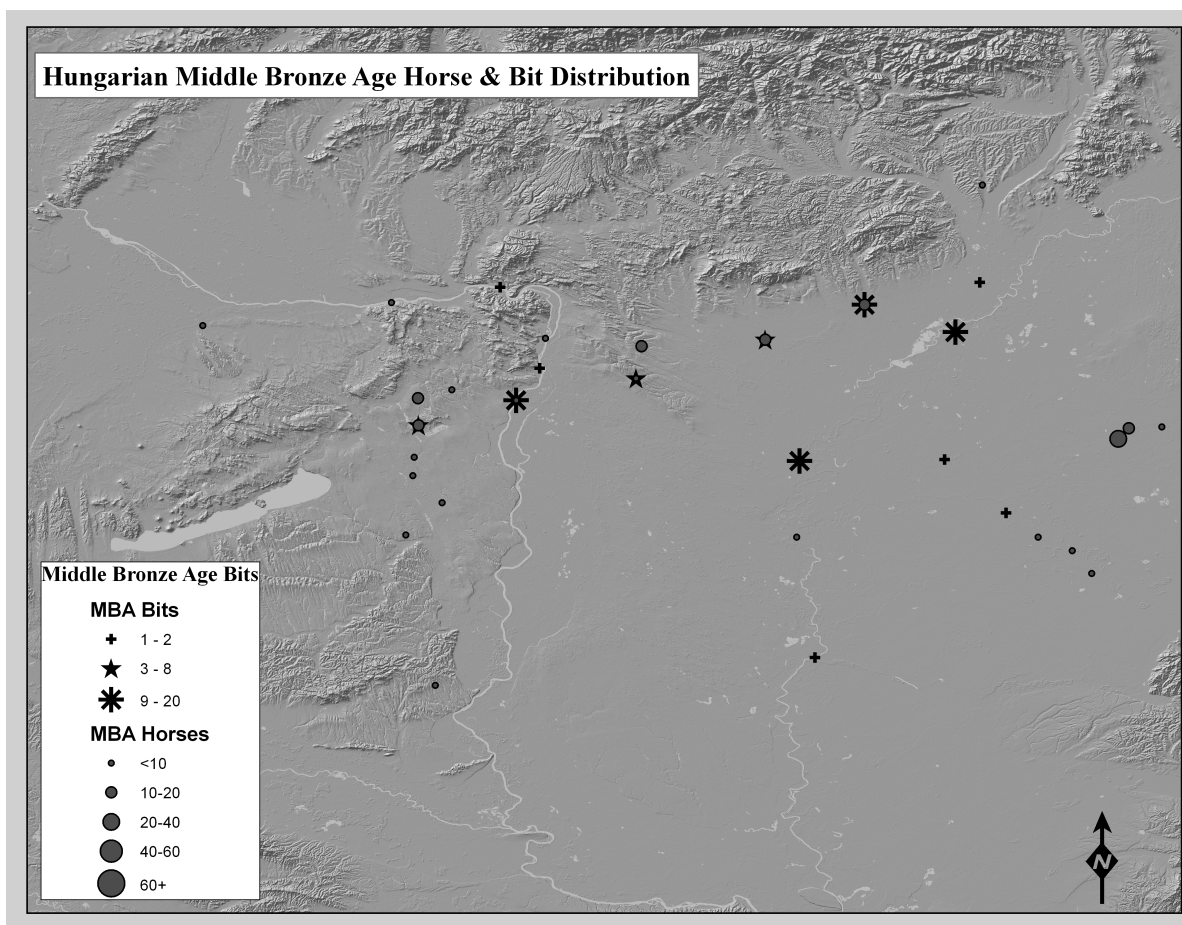 Hungarian Middle Bronze Age Horse & Bit Distribution
Middle Bronze Age Bits
MBA Bits
1 - 2
3 - 8
9 - 20
MBA Horses
<10
10-20
20-40
40-60
60+
N